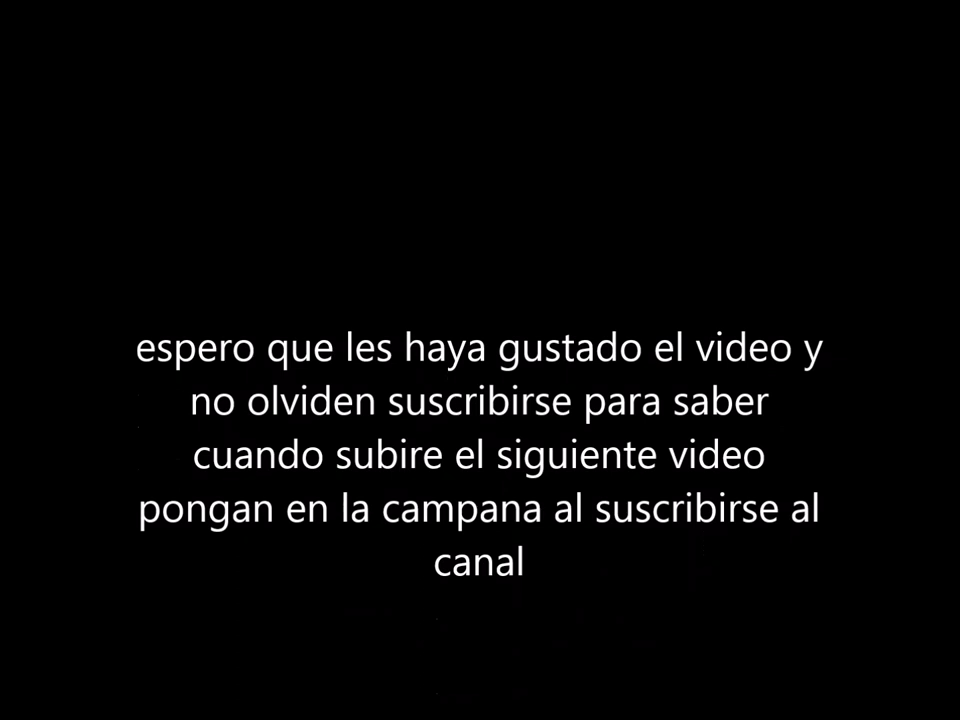 espero que les haya gustado el video y
no olviden suscribirse para saber
cuando subire el siguiente video
pongan en la campana al suscribirse al
canal